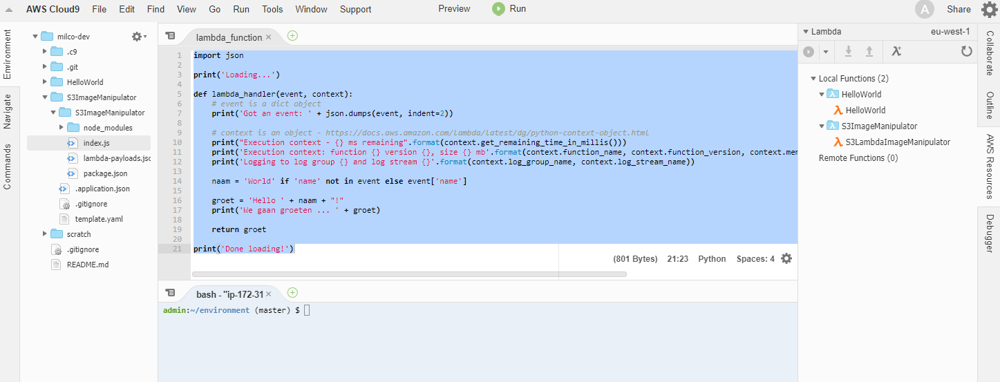 AWS Cloud9 File Edit Find View Go Run Tools Window Support Preview Run A Share
Environment
Navigate
Commands
milco-dev
.c9
.git
HelloWorld
S3ImageManipulator
S3ImageManipulator
node_modules
index.js
lambda-payloads.jsc
package.json
.application.json
.gitignore
template.yaml
scratch
.gitignore
README.md
lambda_function
1 import json
2
3 print('Loading...')
4
5 def lambda_handler(event, context):
6 # event is a dict object
7 print('Got an event: ' + json.dumps(event, indent=2))
8
9 # context is an object - https://docs.aws.amazon.com/lambda/latest/dg/python-context-object.html
10 print("Execution context - {} ms remaining".format(context.get_remaining_time_in_millis()))
11 print('Execution context: function {} version {}, size {} mb'.format(context.function_name, context.function_version, context.mem
12 print('Logging to log group {} and log stream {}'.format(context.log_group_name, context.log_stream_name))
13
14 naam = 'World' if 'name' not in event else event['name']
15
16 groet = 'Hello ' + naam + "!"
17 print('We gaan groeten ... ' + groet)
18
19 return groet
20
21 print('Done loading!')
(801 Bytes) 21:23 Python Spaces: 4
bash - "ip-172-31
admin:~/environment (master) $
Lambda eu-west-1
Local Functions (2)
HelloWorld
HelloWorld
S3ImageManipulator
S3LambdaImageManipulator
Remote Functions (0)
Collaborate
Outline
AWS Resources
Debugger